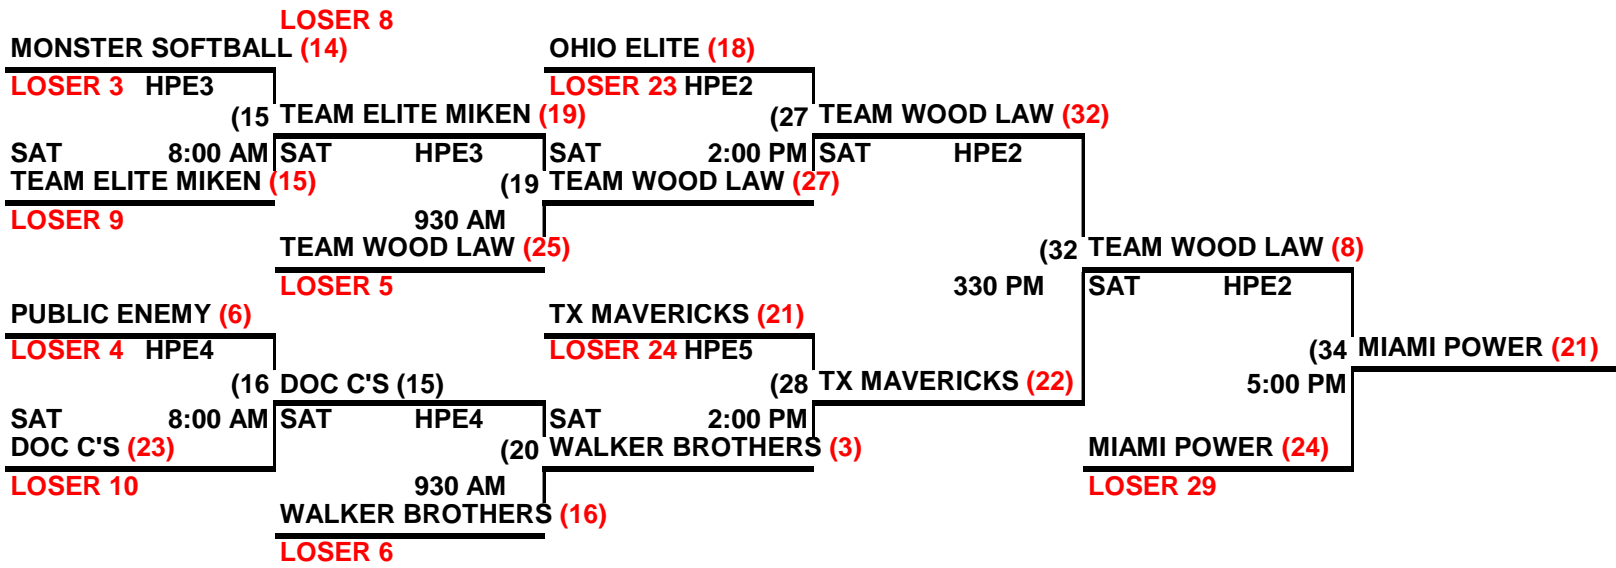 LOSER 8
MONSTER SOFTBALL (14) OHIO ELITE (18)
LOSER 3 HPE3 LOSER 23 HPE2
(15 TEAM ELITE MIKEN (19) (27 TEAM WOOD LAW (32)
SAT 8:00 AM SAT HPE3 SAT 2:00 PM SAT HPE2
TEAM ELITE MIKEN (15) (19 TEAM WOOD LAW (27)
LOSER 9 930 AM
TEAM WOOD LAW (25) (32 TEAM WOOD LAW (8)
LOSER 5 330 PM SAT HPE2
PUBLIC ENEMY (6) TX MAVERICKS (21)
LOSER 4 HPE4 LOSER 24 HPE5 (34 MIAMI POWER (21)
(16 DOC C'S (15) (28 TX MAVERICKS (22) 5:00 PM
SAT 8:00 AM SAT HPE4 SAT 2:00 PM
DOC C'S (23) (20 WALKER BROTHERS (3) MIAMI POWER (24)
LOSER 10 930 AM LOSER 29
WALKER BROTHERS (16)
LOSER 6